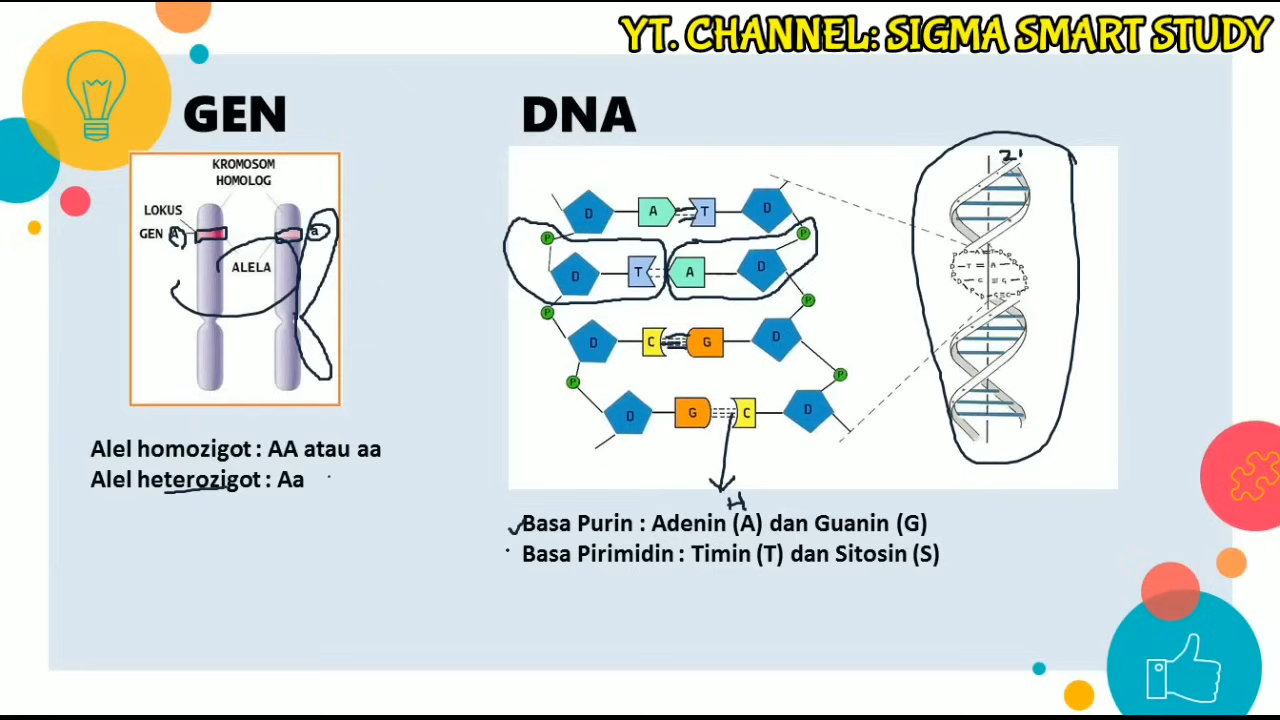 YT. CHANNEL: SIGMA SMART STUDY
GEN
KROMOSOM
HOMOLOG
LOKUS
GEN A
a
ALELA
Alel homozigot : AA atau aa
Alel heterozigot : Aa
DNA
D A T D
P P
D T A D
P P
D C G D
P P
D G C D
H
2'
Basa Purin : Adenin (A) dan Guanin (G)
Basa Pirimidin : Timin (T) dan Sitosin (S)